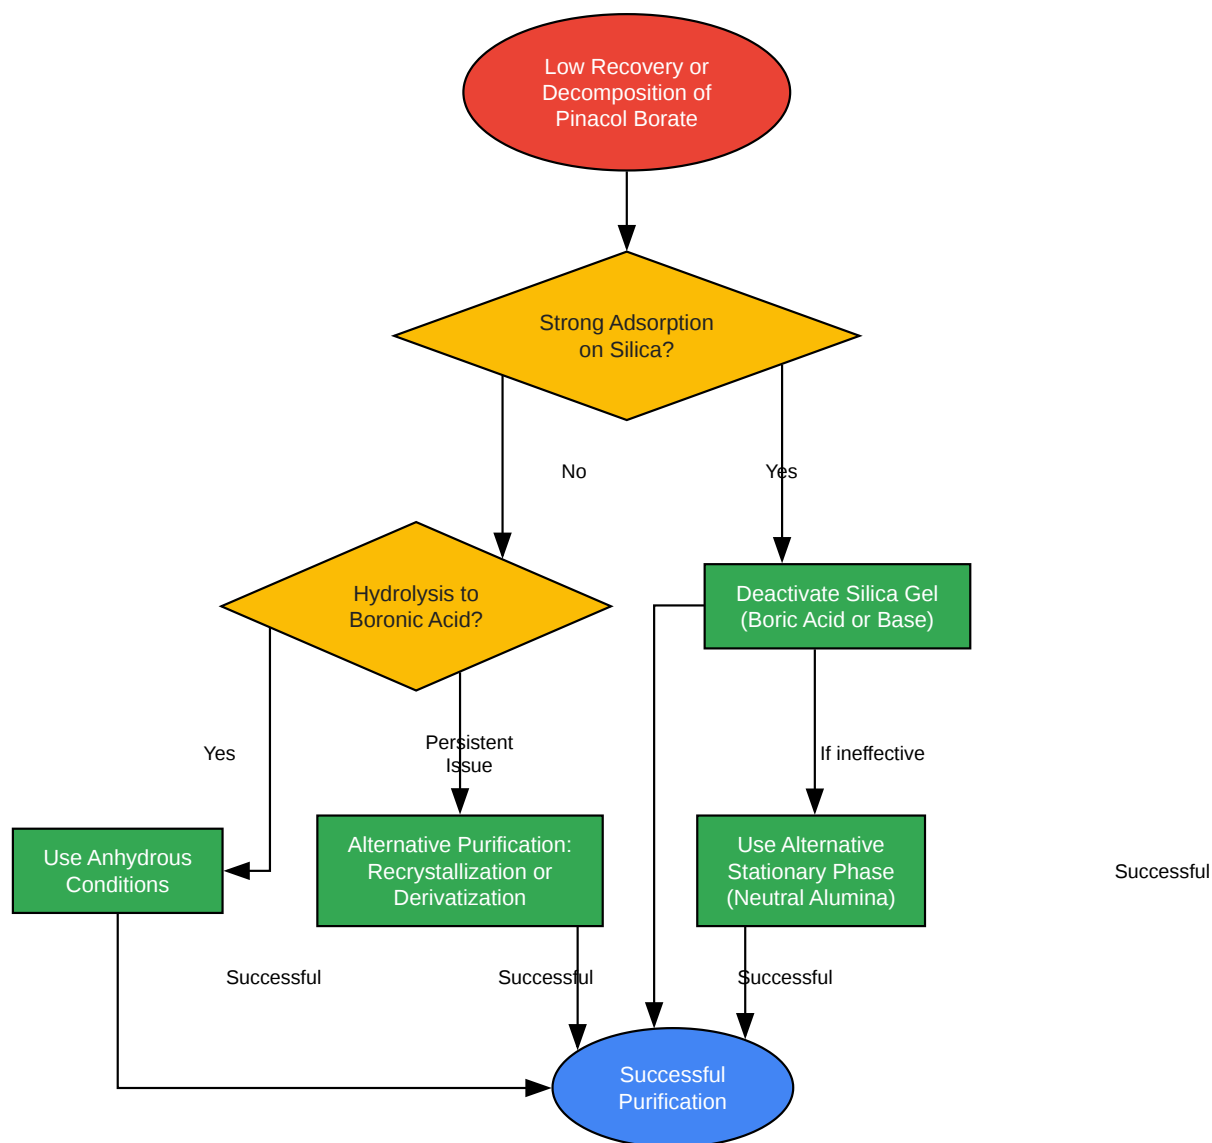 Low Recovery or
Decomposition of
Pinacol Borate
Strong Adsorption
on Silica?
No
Yes
Hydrolysis to
Boronic Acid?
Deactivate Silica Gel
(Boric Acid or Base)
Yes
Persistent
Issue
If ineffective
Use Anhydrous
Conditions
Alternative Purification:
Recrystallization or
Derivatization
Use Alternative
Stationary Phase
(Neutral Alumina)
Successful
Successful
Successful
Successful
Successful
Purification